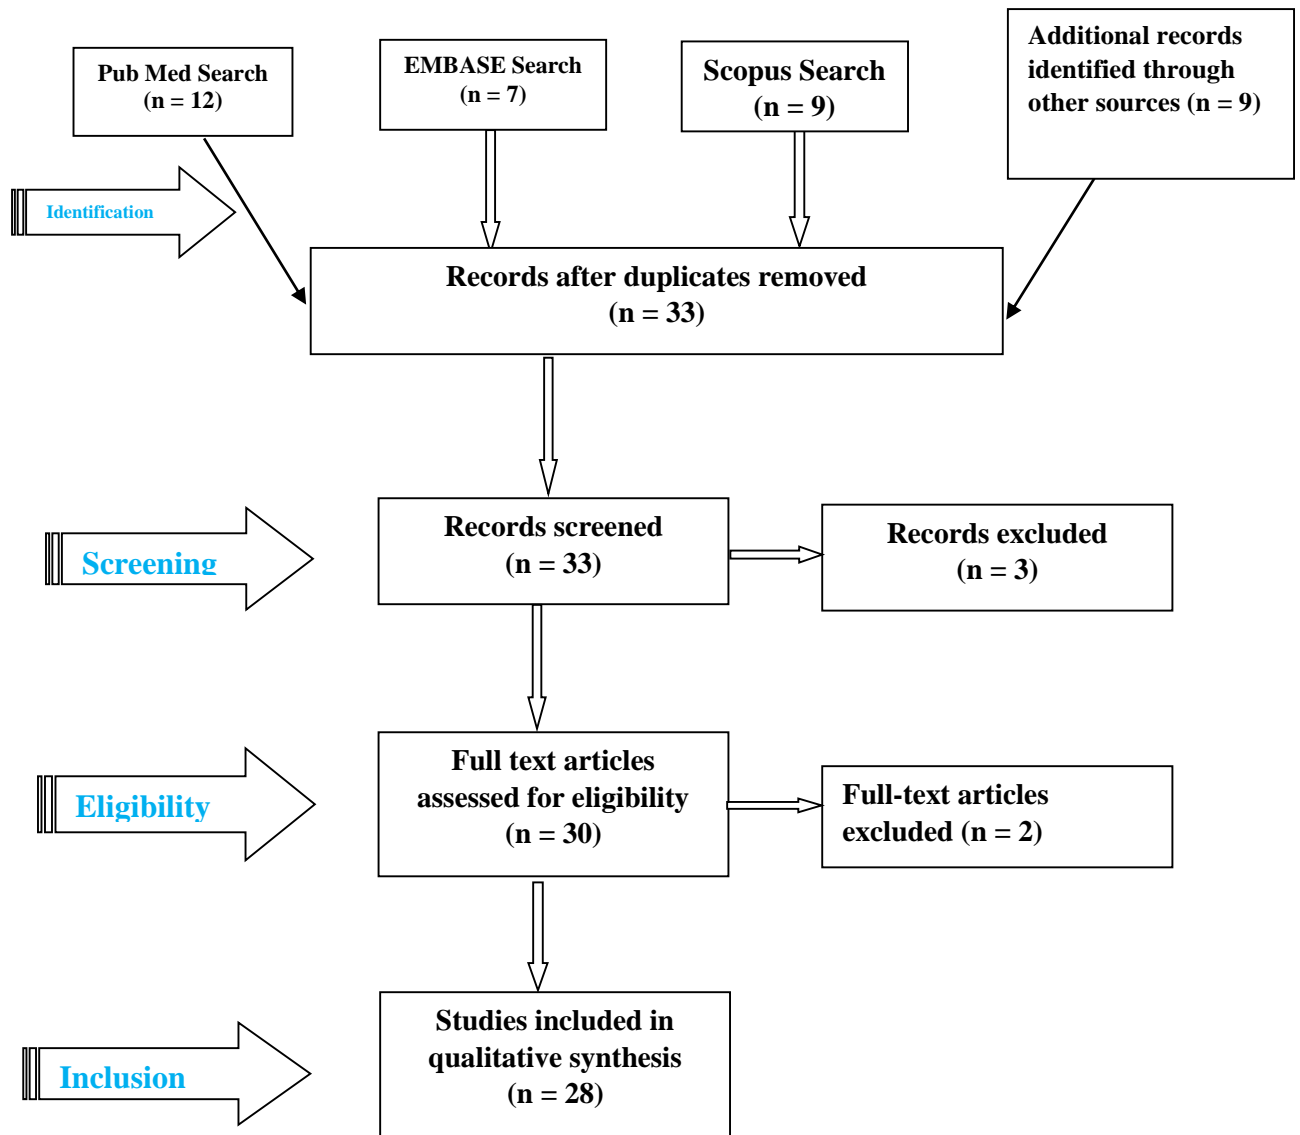 Pub Med Search
(n = 12)
EMBASE Search
(n = 7)
Scopus Search
(n = 9)
Additional records
identified through
other sources (n = 9)
Identification
Records after duplicates removed
(n = 33)
Screening
Records screened
(n = 33)
Records excluded
(n = 3)
Eligibility
Full text articles
assessed for eligibility
(n = 30)
Full-text articles
excluded (n = 2)
Inclusion
Studies included in
qualitative synthesis
(n = 28)